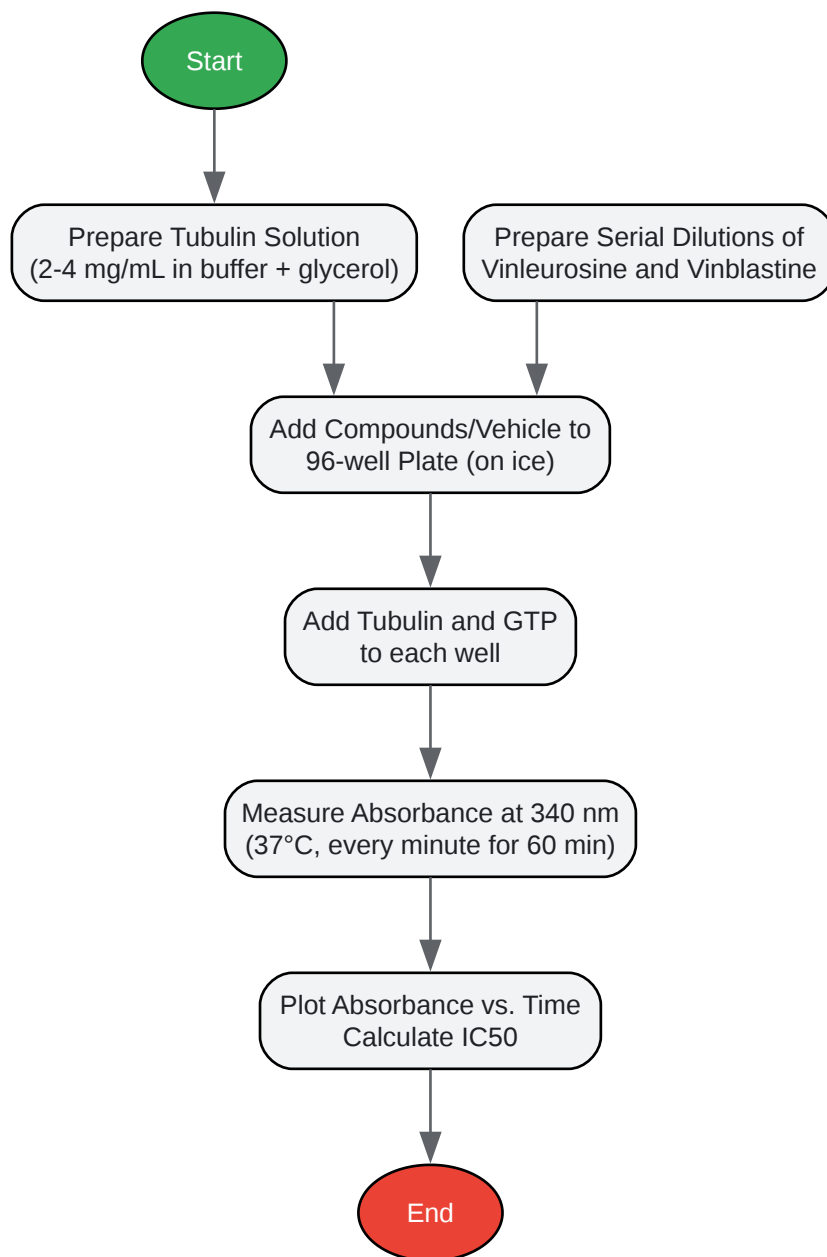 Start
Prepare Tubulin Solution
(2-4 mg/mL in buffer + glycerol)
Prepare Serial Dilutions of
Vinleurosine and Vinblastine
Add Compounds/Vehicle to
96-well Plate (on ice)
Add Tubulin and GTP
to each well
Measure Absorbance at 340 nm
(37°C, every minute for 60 min)
Plot Absorbance vs. Time
Calculate IC50
End